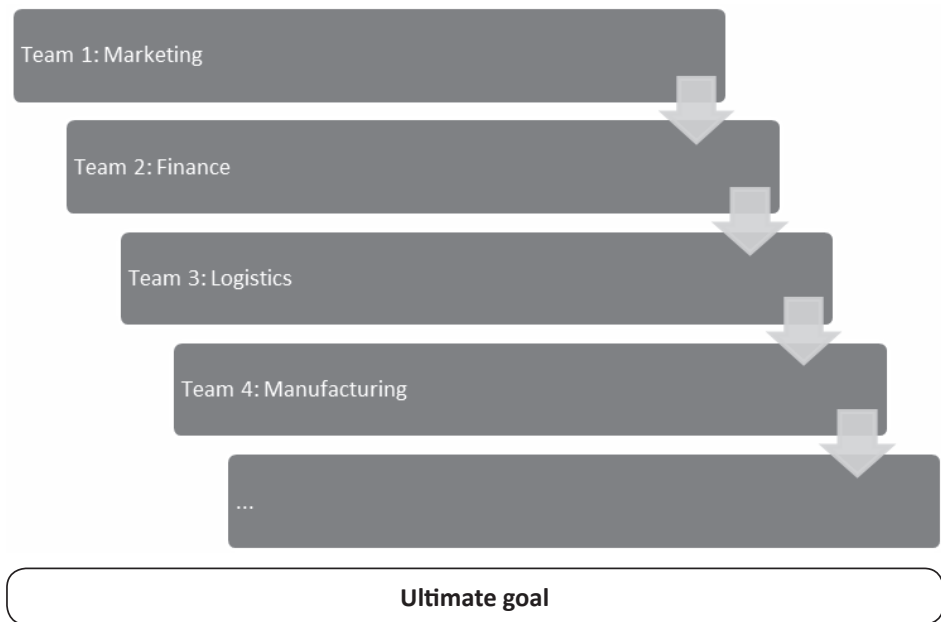 Team 1: Marketing
Team 2: Finance
Team 3: Logistics
Team 4: Manufacturing
...
Ultimate goal